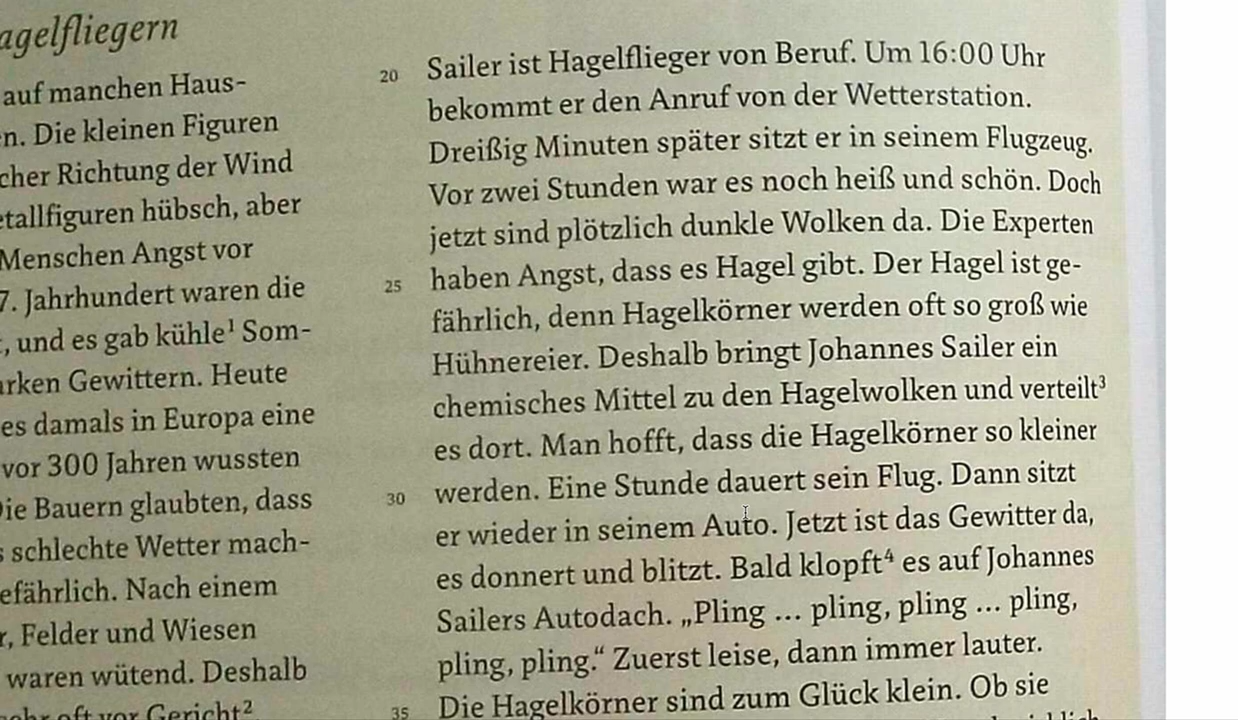 agelfliegern
auf manchen Haus-
en. Die kleinen Figuren
cher Richtung der Wind
etallfiguren hübsch, aber
Menschen Angst vor
7. Jahrhundert waren die
, und es gab kühle¹ Som-
arken Gewittern. Heute
es damals in Europa eine
vor 300 Jahren wussten
Die Bauern glaubten, dass
s schlechte Wetter mach-
efährlich. Nach einem
r, Felder und Wiesen
waren wütend. Deshalb
sehr oft vor Gericht²
20 Sailer ist Hagelflieger von Beruf. Um 16:00 Uhr
bekommt er den Anruf von der Wetterstation.
Dreißig Minuten später sitzt er in seinem Flugzeug.
Vor zwei Stunden war es noch heiß und schön. Doch
jetzt sind plötzlich dunkle Wolken da. Die Experten
25 haben Angst, dass es Hagel gibt. Der Hagel ist ge-
fährlich, denn Hagelkörner werden oft so groß wie
Hühnereier. Deshalb bringt Johannes Sailer ein
chemisches Mittel zu den Hagelwolken und verteilt³
es dort. Man hofft, dass die Hagelkörner so kleiner
30 werden. Eine Stunde dauert sein Flug. Dann sitzt
er wieder in seinem Auto. Jetzt ist das Gewitter da,
es donnert und blitzt. Bald klopft⁴ es auf Johannes
Sailers Autodach. „Pling ... pling, pling ... pling,
pling, pling.“ Zuerst leise, dann immer lauter.
35 Die Hagelkörner sind zum Glück klein. Ob sie